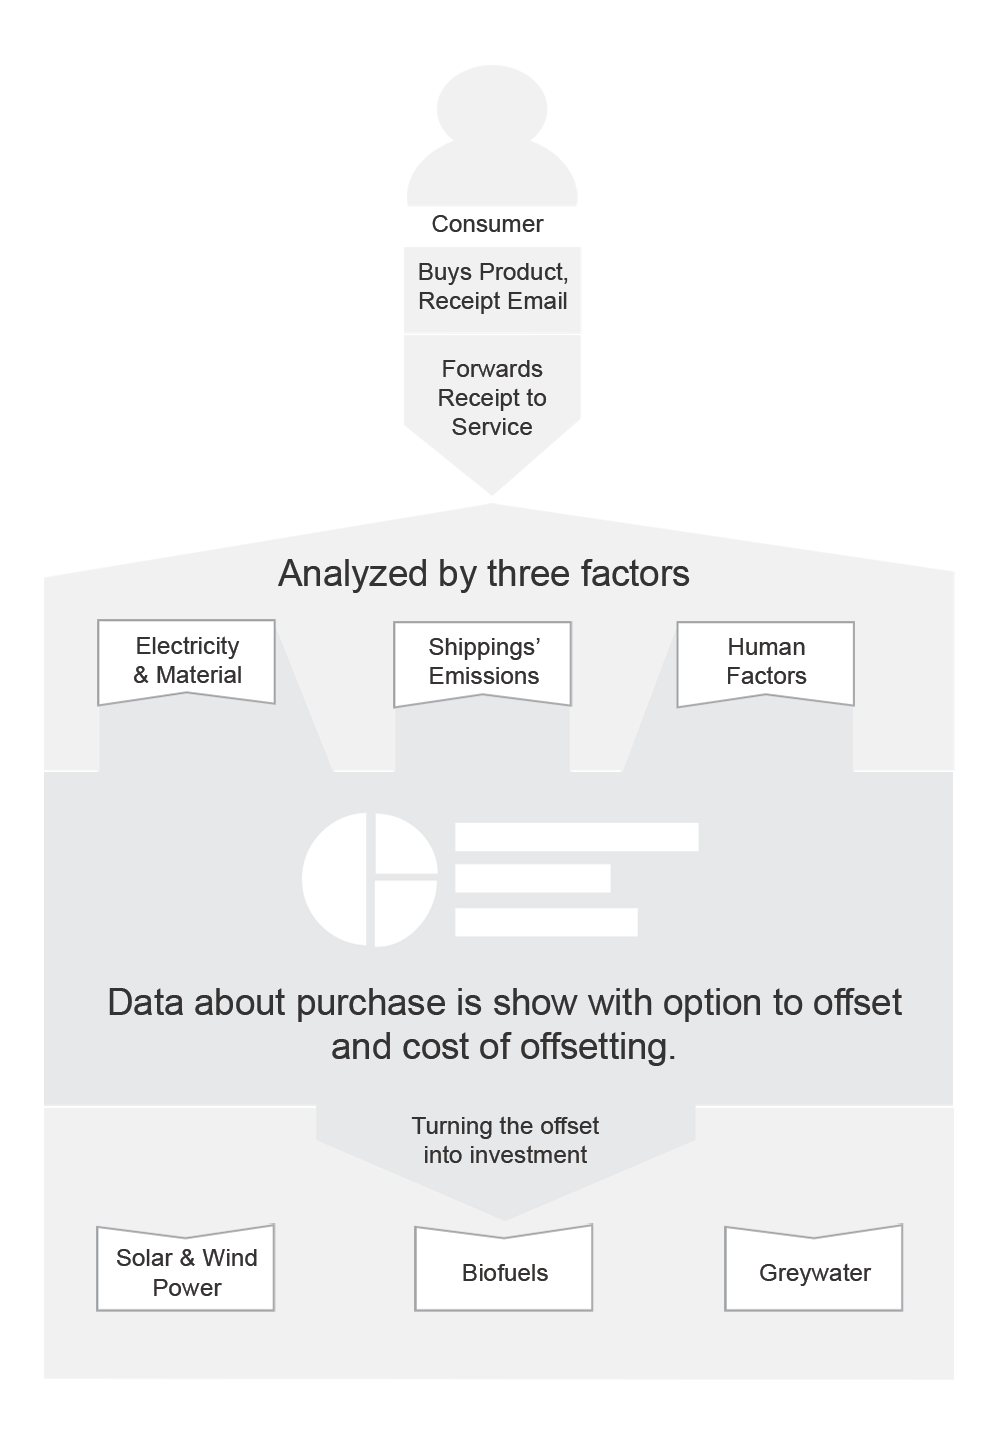 Consumer
Buys Product,
Receipt Email
Forwards
Receipt to
Service
Analyzed by three factors
Electricity
& Material
Shippings’
Emissions
Human
Factors
Data about purchase is show with option to offset
and cost of offsetting.
Turning the offset
into investment
Solar & Wind
Power
Biofuels
Greywater